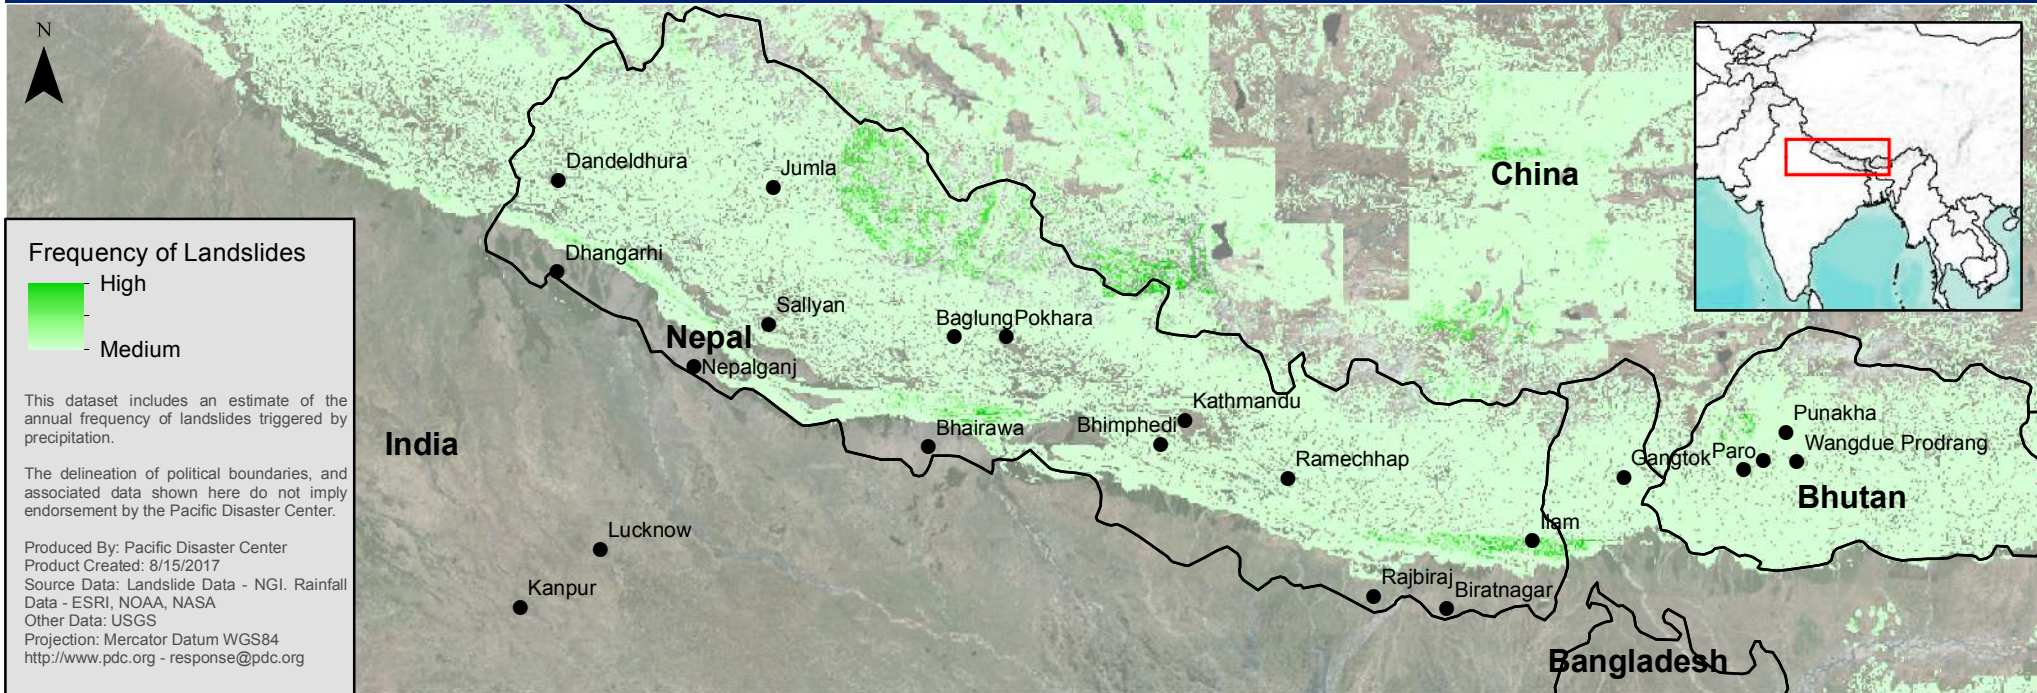 N
Dandeldhura
Jumla
China
Dhangarhi
Frequency of Landslides
High
Medium
Sallyan
Nepal
Nepalganj
Baglung
Pokhara
This dataset includes an estimate of the
annual frequency of landslides triggered by
precipitation.
The delineation of political boundaries, and
associated data shown here do not imply
endorsement by the Pacific Disaster Center.
Produced By: Pacific Disaster Center
Product Created: 8/15/2017
Source Data: Landslide Data - NGI. Rainfall
Data - ESRI, NOAA, NASA
Other Data: USGS
Projection: Mercator Datum WGS84
http://www.pdc.org - response@pdc.org
India
Bhairawa
Kathmandu
Bhimphedi
Ramechhap
Punakha
Wangdue Prodrang
Gangtok
Paro
Bhutan
Lucknow
Kanpur
Ilam
Rajbiraj
Biratnagar
Bangladesh